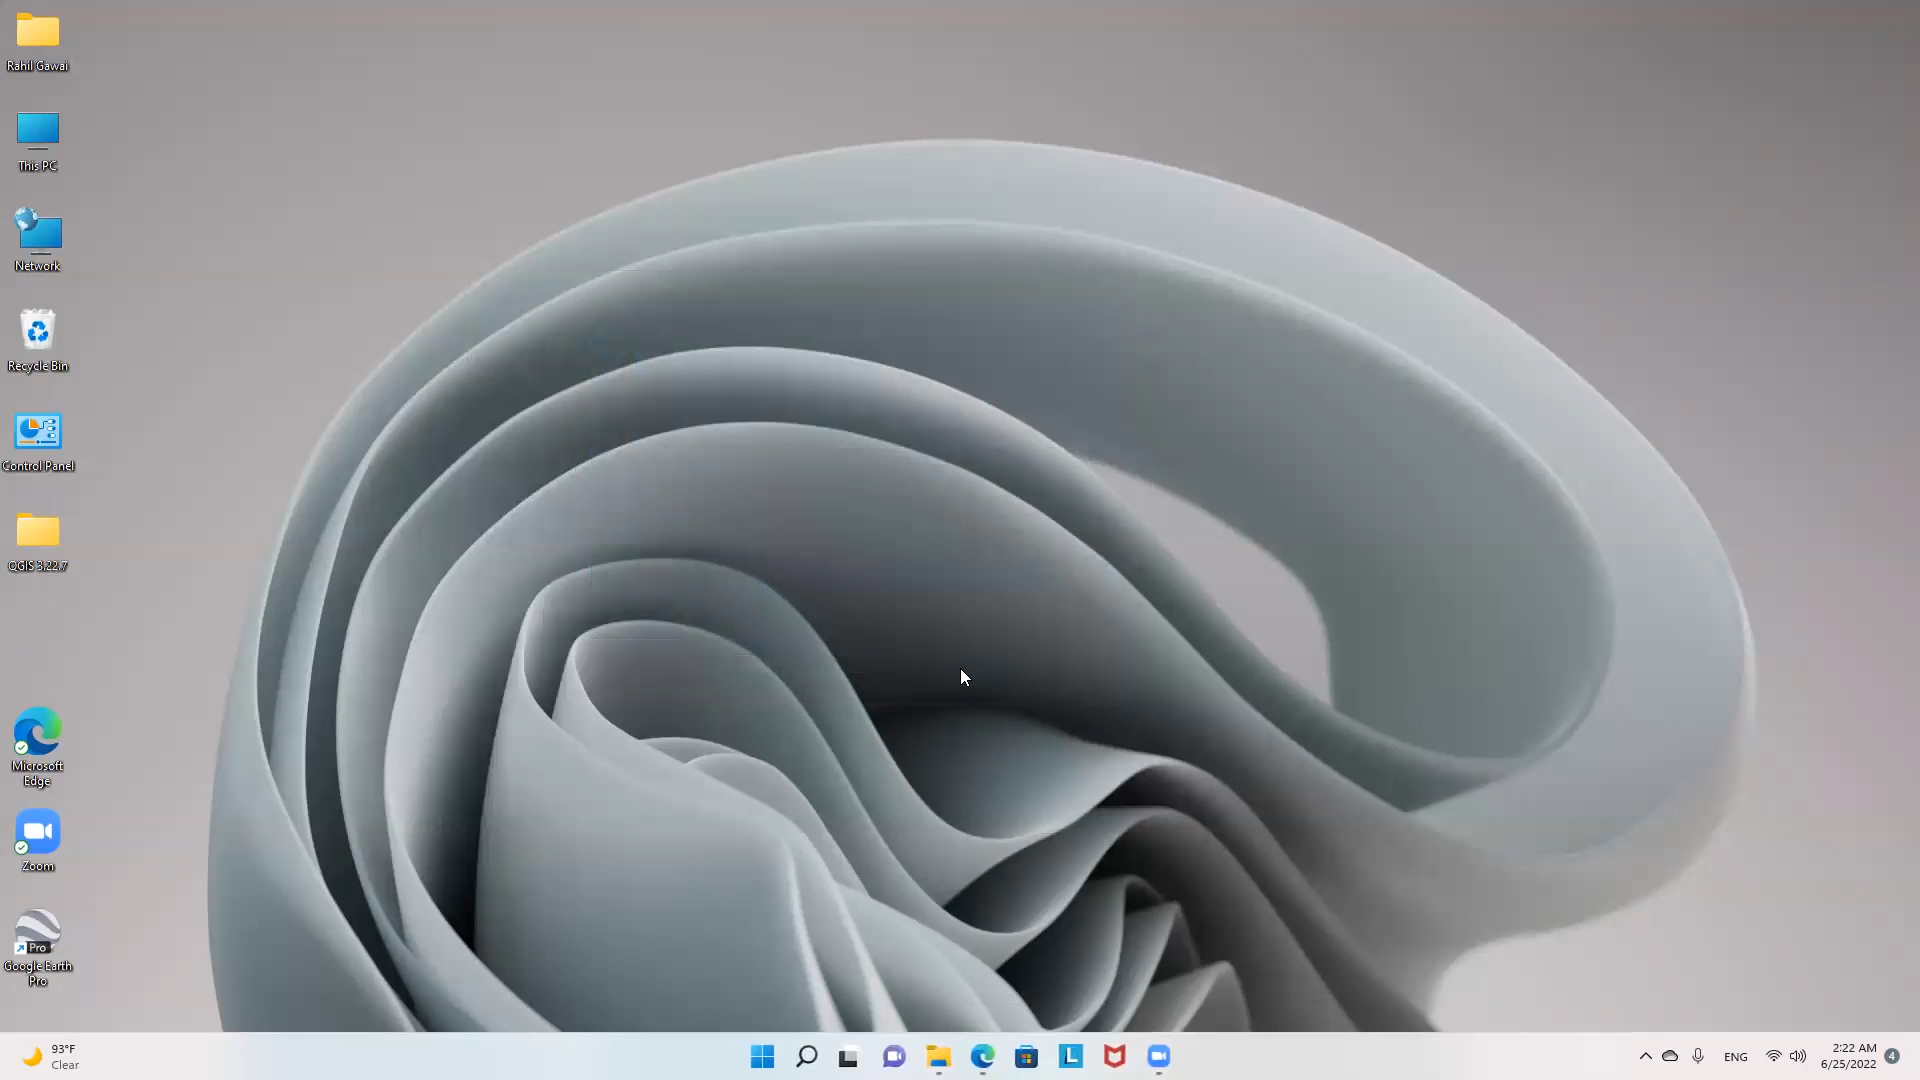 Rahil Gawai
This PC
Network
Recycle Bin
Control Panel
QGIS 3.22.7
Microsoft
Edge
Zoom
Pro
Google Earth
Pro
93°F
Clear
L
ENG
2:22 AM
6/25/2022
4